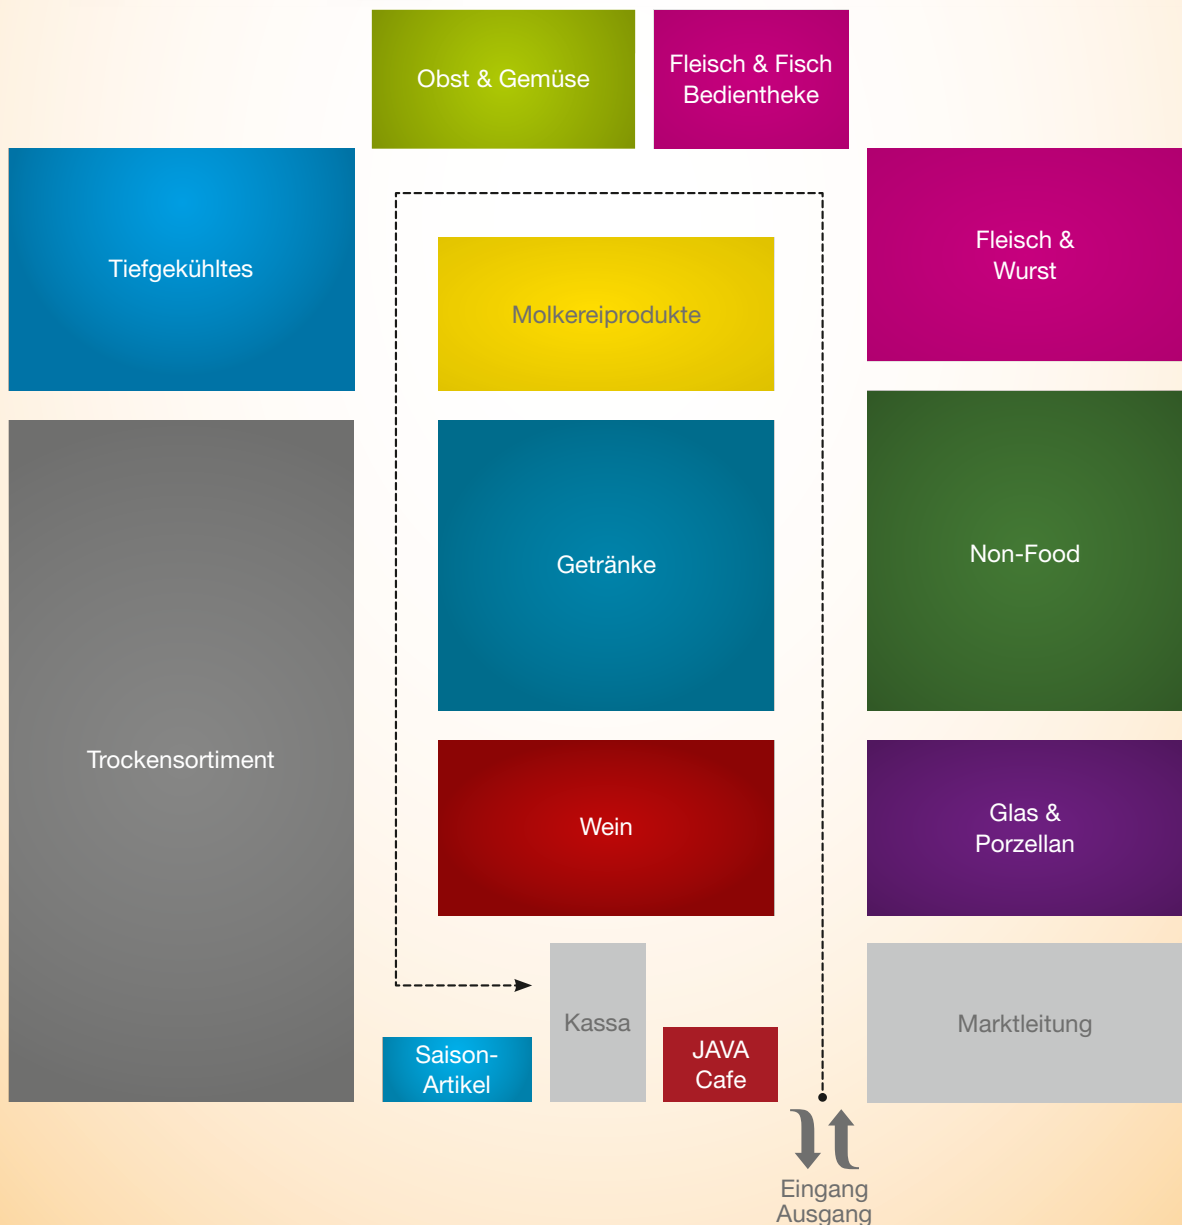 Obst & Gemüse
Fleisch & Fisch
Bedientheke
Tiefgekühltes
Fleisch &
Wurst
Molkereiprodukte
Getränke
Non-Food
Trockensortiment
Wein
Glas &
Porzellan
Kassa
Marktleitung
Saison-
Artikel
JAVA
Cafe
Eingang
Ausgang